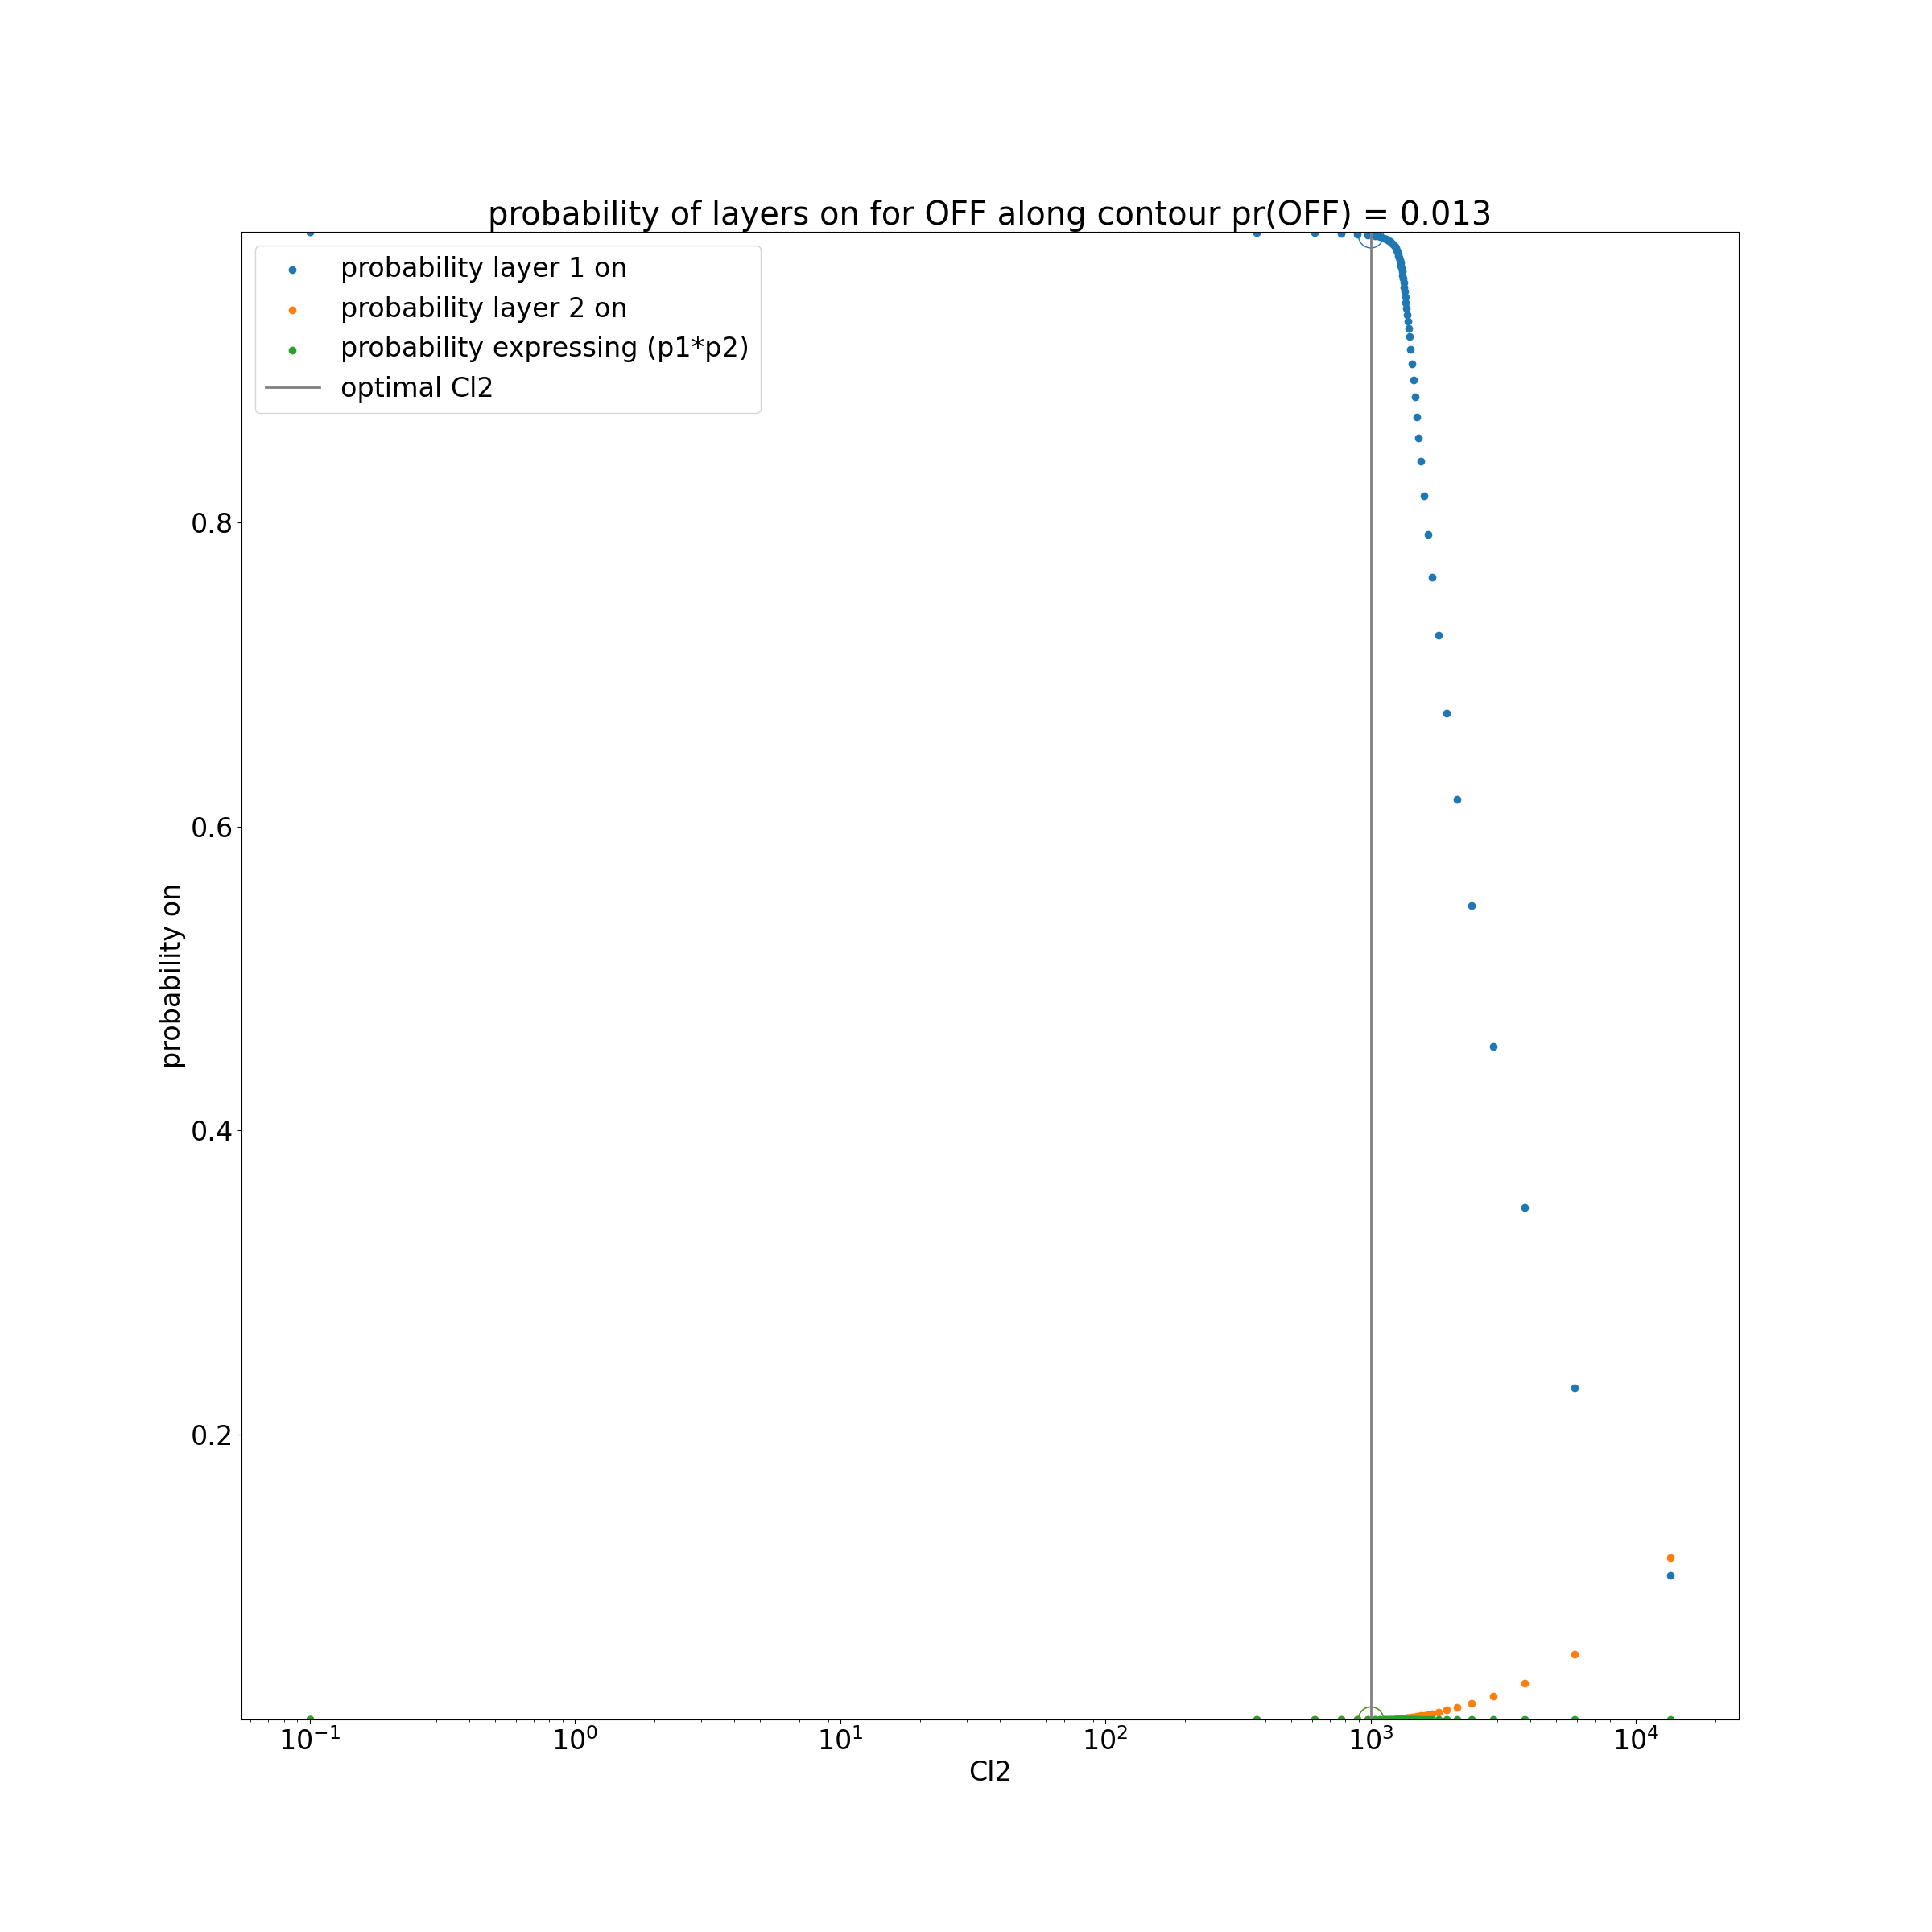 probability of layers on for OFF along contour pr(OFF) = 0.013
probability layer 1 on
probability layer 2 on
probability expressing (p1*p2)
optimal Cl2
0.8
0.6
0.4
0.2
probability on
10⁻¹ 10⁰ 10¹ 10² 10³ 10⁴
Cl2